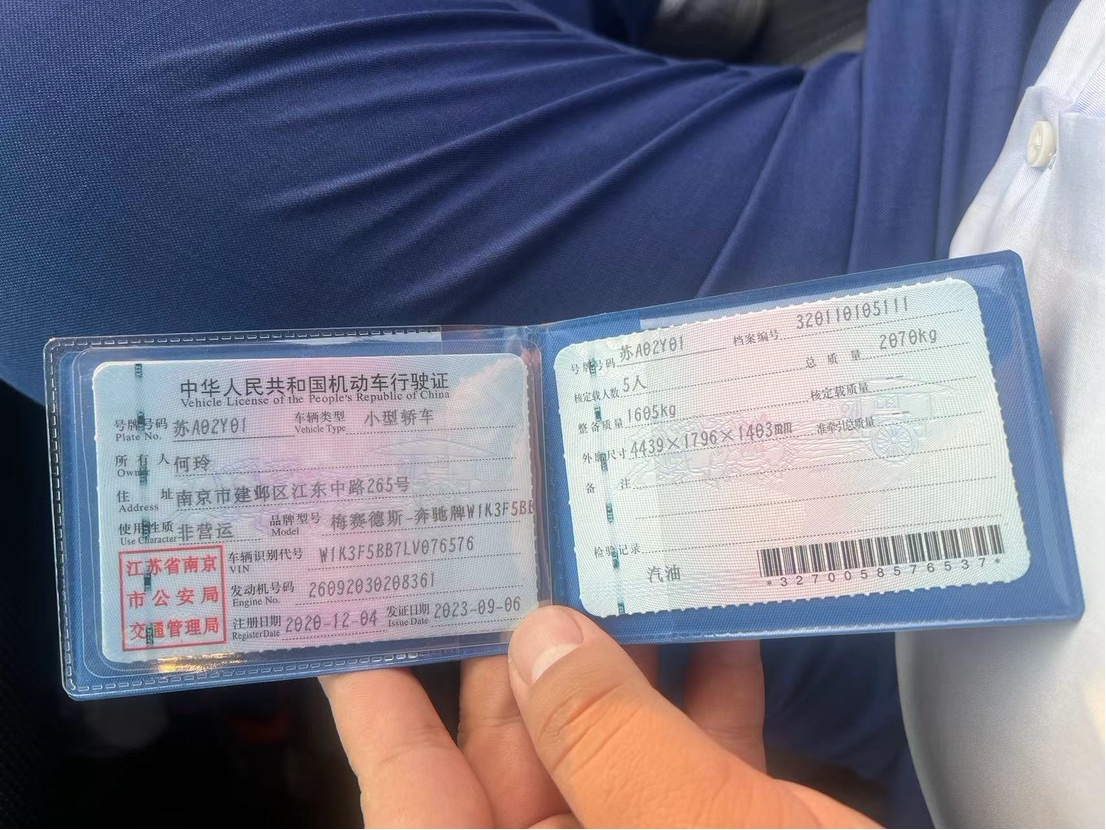 中华人民共和国机动车行驶证
Vehicle License of the People's Republic of China
号牌号码 Plate No. 苏A02Y01 车辆类型 Vehicle Type 小型轿车
所有人 Owner 何玲
住址 Address 南京市建邺区江东中路265号
使用性质 Use Character 非营运 品牌型号 Model 梅赛德斯-奔驰牌W1K3F5BB
江苏省南京
市公安局
交通管理局
车辆识别代号 VIN W1K3F5BB7LV076576
发动机号码 Engine No. 26092030208361
注册日期 Register Date 2020-12-04 发证日期 Issue Date 2023-09-06
号牌号码 苏A02Y01 档案编号 320110105111
核定载人数 5人 总质量 2070kg
整备质量 1605kg 核定载质量
外廓尺寸 4439×1796×1403mm 准牵引总质量
备注
检验记录
汽油
*3270058576537*